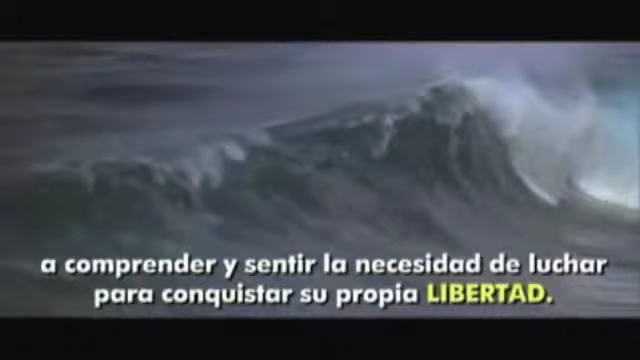 a comprender y sentir la necesidad de luchar
para conquistar su propia LIBERTAD.